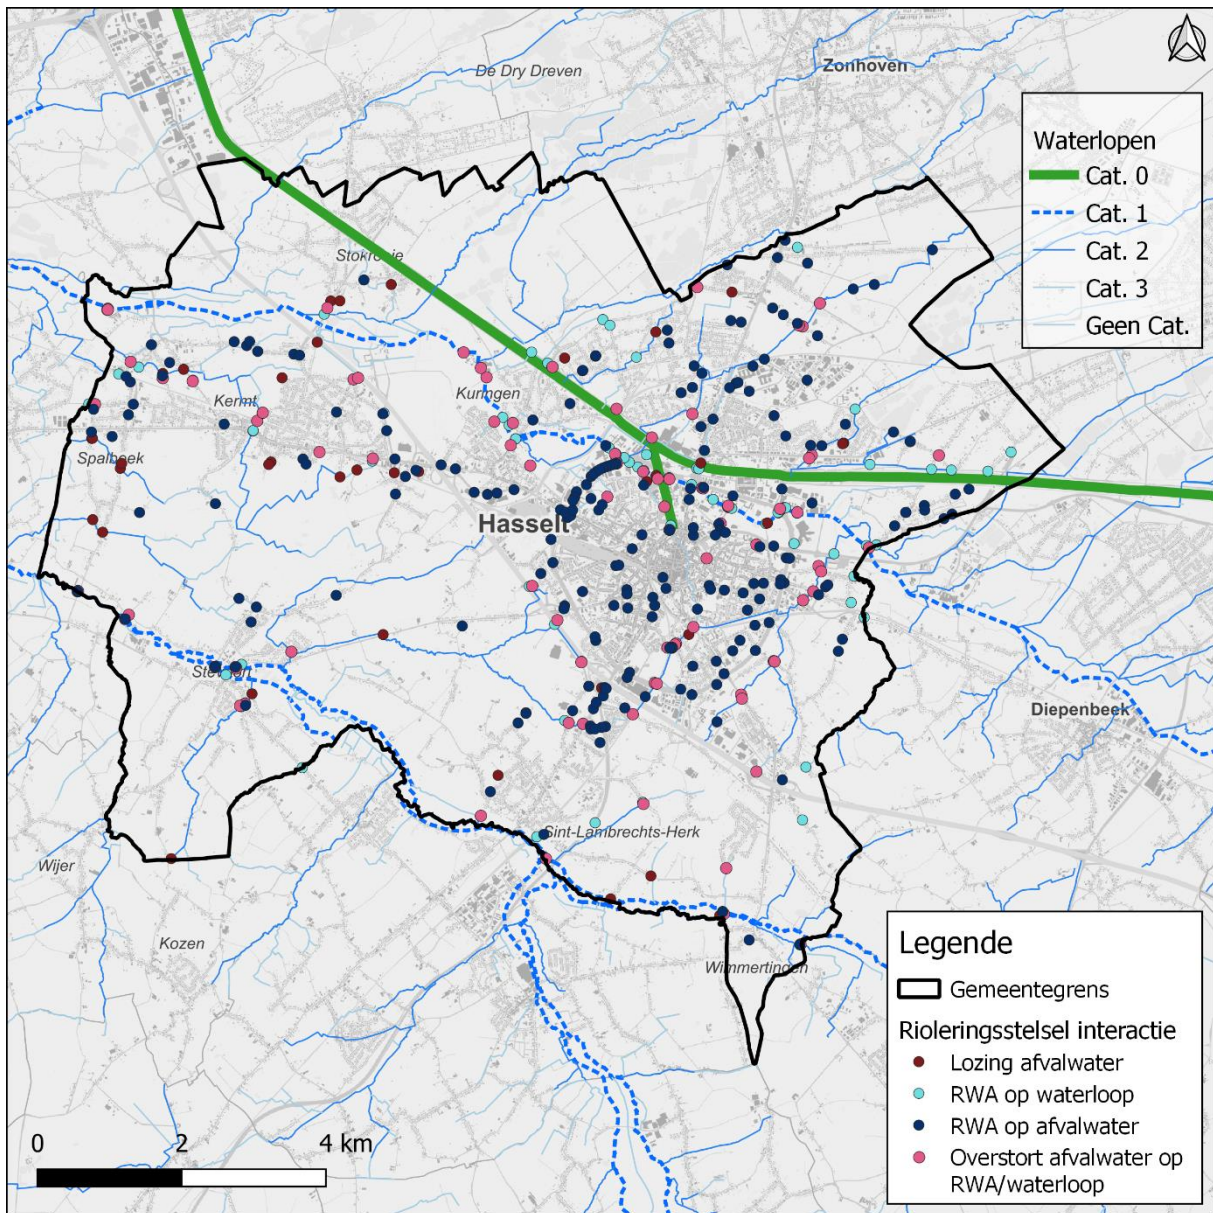 De Dry Dreven
Zonhoven
Waterlopen
Cat. 0
Cat. 1
Cat. 2
Cat. 3
Geen Cat.
Stokrooie
Kuringen
Kermt
Spalbeek
Hasselt
Stevoort
Diepenbeek
Sint-Lambrechts-Herk
Wijer
Kozen
Wimmertingen
Legende
Gemeentegrens
Rioleringsstelsel interactie
Lozing afvalwater
RWA op waterloop
RWA op afvalwater
Overstort afvalwater op
RWA/waterloop
0 2 4 km